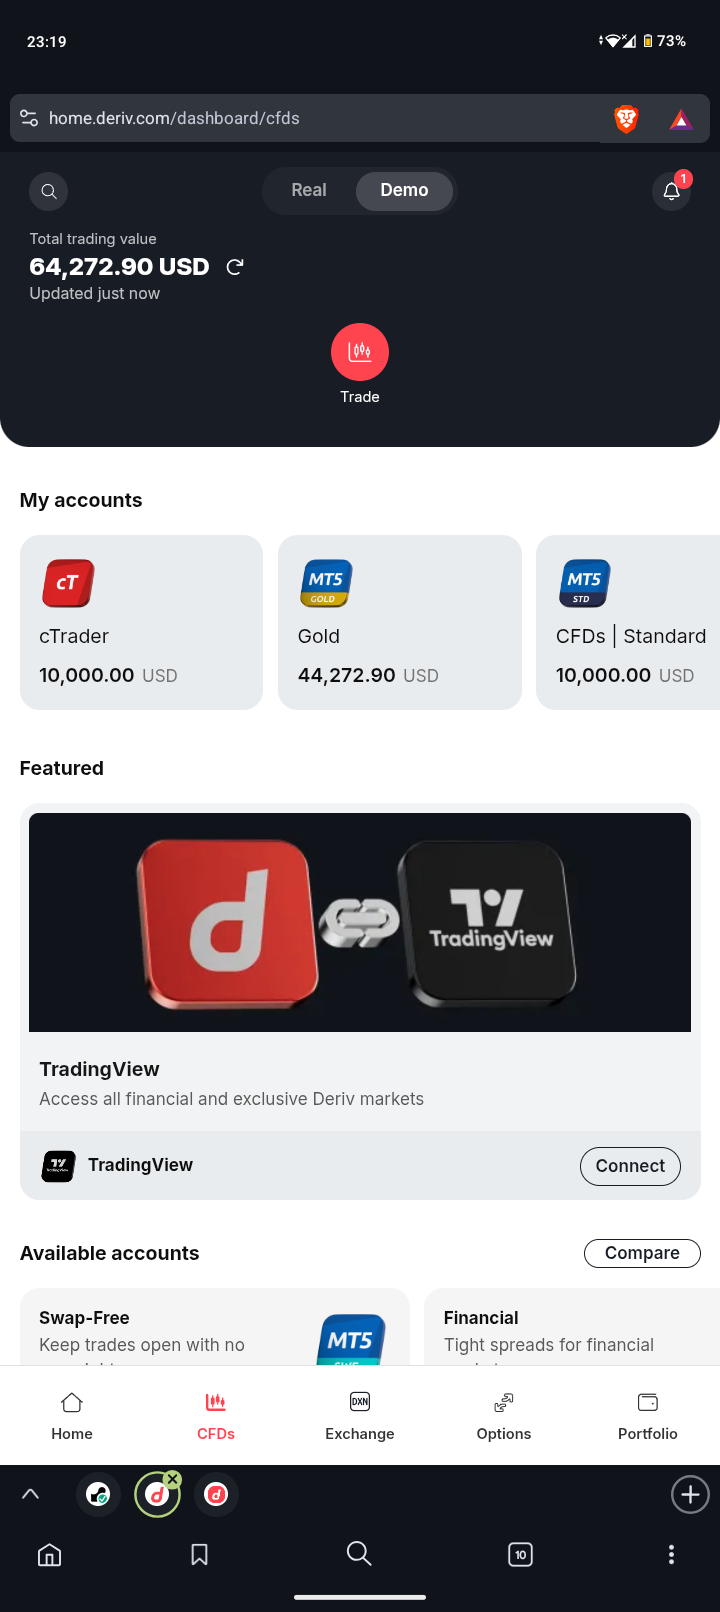 23:19
73%
home.deriv.com/dashboard/cfds
Real
Demo
1
Total trading value
64,272.90 USD
Updated just now
Trade
My accounts
cT
cTrader
10,000.00 USD
MT5
GOLD
Gold
44,272.90 USD
MT5
STD
CFDs | Standard
10,000.00 USD
Featured
d
TradingView
TradingView
Access all financial and exclusive Deriv markets
TradingView
Connect
Available accounts
Compare
Swap-Free
Keep trades open with no
MT5
Financial
Tight spreads for financial
Home
CFDs
DXN
Exchange
Options
Portfolio
d
d
10